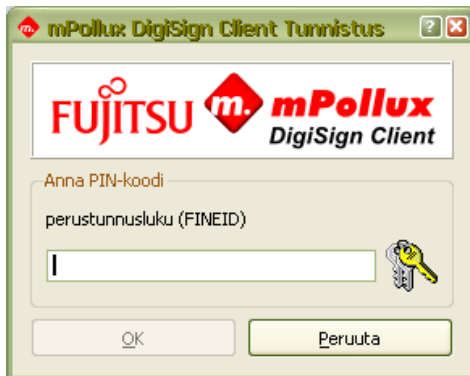 mPollux DigiSign Client Tunnistus
FUJITSU m. mPollux
DigiSign Client
Anna PIN-koodi
perustunnusluku (FINEID)
OK Peruuta